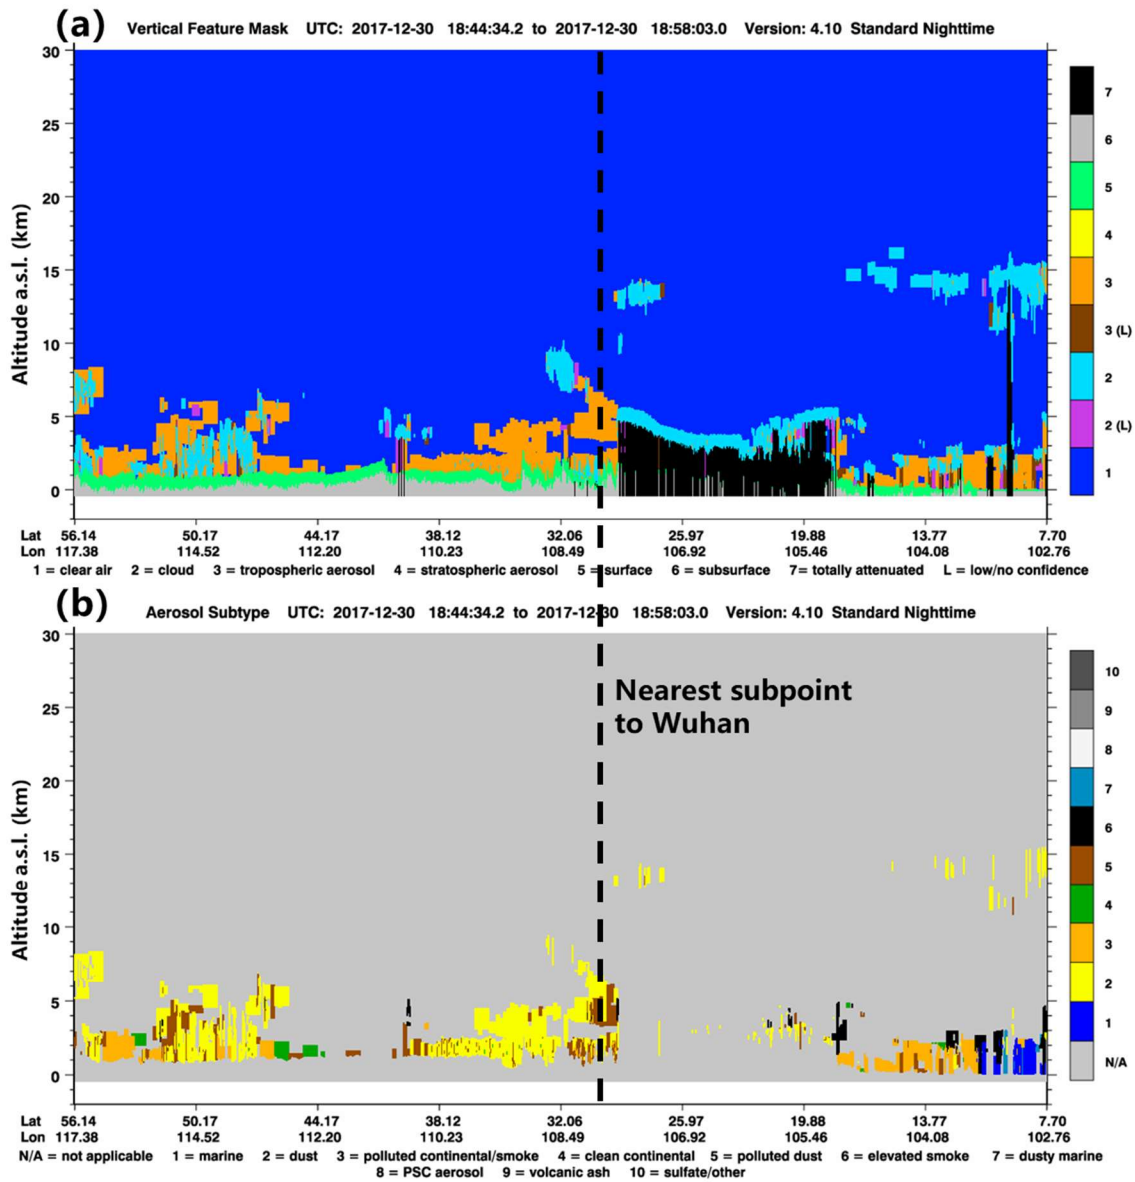 (a) Vertical Feature Mask UTC: 2017-12-30 18:44:34.2 to 2017-12-30 18:58:03.0 Version: 4.10 Standard Nighttime
30
25
20
15
10
5
0
Altitude a.s.l. (km)
7
6
5
4
3
3 (L)
2
2 (L)
1
Lat 56.14 50.17 44.17 38.12 32.06 25.97 19.88 13.77 7.70
Lon 117.38 114.52 112.20 110.23 108.49 106.92 105.46 104.08 102.76
1 = clear air 2 = cloud 3 = tropospheric aerosol 4 = stratospheric aerosol 5 = surface 6 = subsurface 7= totally attenuated L = low/no confidence
(b) Aerosol Subtype UTC: 2017-12-30 18:44:34.2 to 2017-12-30 18:58:03.0 Version: 4.10 Standard Nighttime
30
25
20
15
10
5
0
Altitude a.s.l. (km)
Nearest subpoint
to Wuhan
10
9
8
7
6
5
4
3
2
1
N/A
Lat 56.14 50.17 44.17 38.12 32.06 25.97 19.88 13.77 7.70
Lon 117.38 114.52 112.20 110.23 108.49 106.92 105.46 104.08 102.76
N/A = not applicable 1 = marine 2 = dust 3 = polluted continental/smoke 4 = clean continental 5 = polluted dust 6 = elevated smoke 7 = dusty marine
8 = PSC aerosol 9 = volcanic ash 10 = sulfate/other